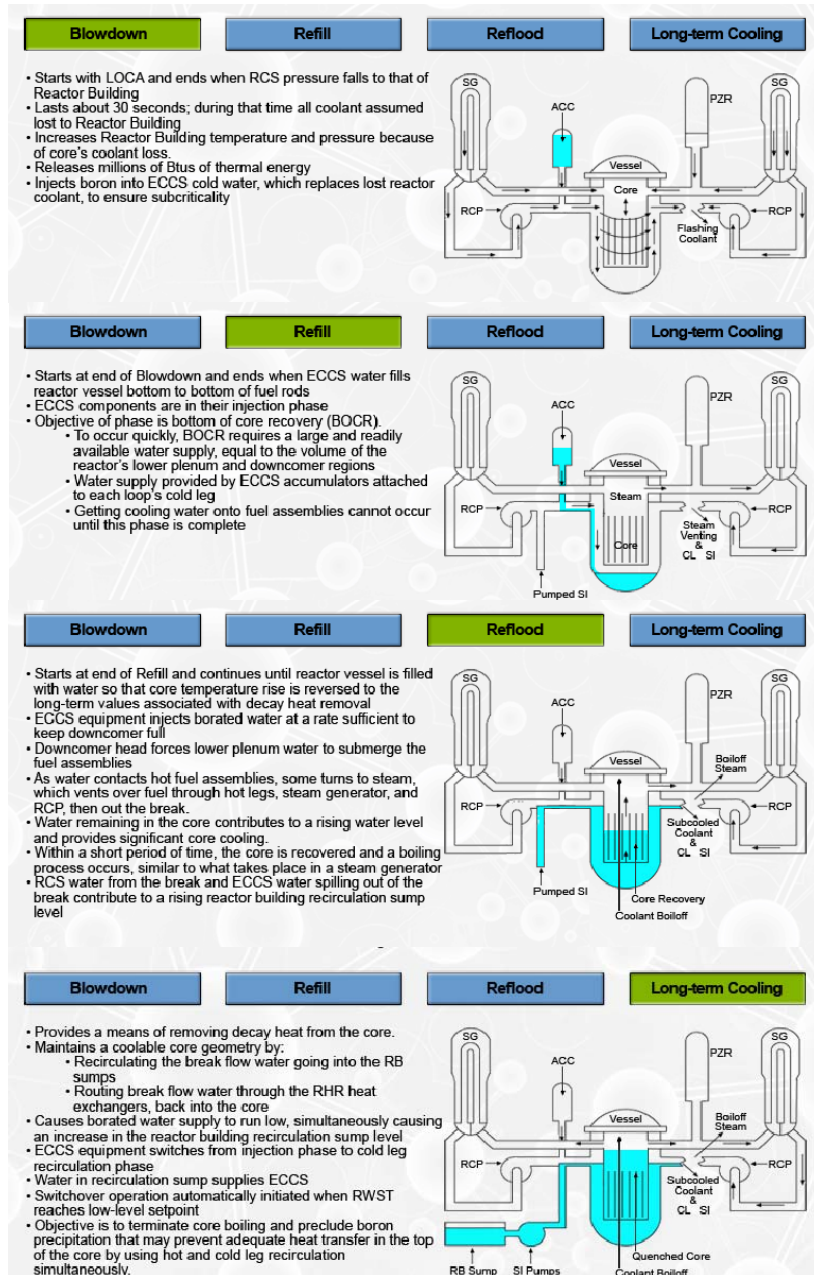 Blowdown
Refill
Reflood
Long-term Cooling
• Starts with LOCA and ends when RCS pressure falls to that of
Reactor Building
• Lasts about 30 seconds; during that time all coolant assumed
lost to Reactor Building
• Increases Reactor Building temperature and pressure because
of core's coolant loss.
• Releases millions of Btus of thermal energy
• Injects boron into ECCS cold water, which replaces lost reactor
coolant, to ensure subcriticality
SG
ACC
PZR
SG
Vessel
Core
RCP
RCP
Flashing
Coolant
Blowdown
Refill
Reflood
Long-term Cooling
• Starts at end of Blowdown and ends when ECCS water fills
reactor vessel bottom to bottom of fuel rods
• ECCS components are in their injection phase
• Objective of phase is bottom of core recovery (BOCR).
• To occur quickly, BOCR requires a large and readily
available water supply, equal to the volume of the
reactor's lower plenum and downcomer regions
• Water supply provided by ECCS accumulators attached
to each loop's cold leg
• Getting cooling water onto fuel assemblies cannot occur
until this phase is complete
SG
ACC
PZR
SG
Vessel
Steam
RCP
RCP
Core
Steam
Venting
&
CL SI
Pumped SI
Blowdown
Refill
Reflood
Long-term Cooling
• Starts at end of Refill and continues until reactor vessel is filled
with water so that core temperature rise is reversed to the
long-term values associated with decay heat removal
• ECCS equipment injects borated water at a rate sufficient to
keep downcomer full
• Downcomer head forces lower plenum water to submerge the
fuel assemblies
• As water contacts hot fuel assemblies, some turns to steam,
which vents over fuel through hot legs, steam generator, and
RCP, then out the break.
• Water remaining in the core contributes to a rising water level
and provides significant core cooling.
• Within a short period of time, the core is recovered and a boiling
process occurs, similar to what takes place in a steam generator
• RCS water from the break and ECCS water spilling out of the
break contribute to a rising reactor building recirculation sump
level
SG
ACC
PZR
SG
Vessel
Boiloff
Steam
RCP
RCP
Subcooled
Coolant
&
CL SI
Pumped SI
Core Recovery
Coolant Boiloff
Blowdown
Refill
Reflood
Long-term Cooling
• Provides a means of removing decay heat from the core.
• Maintains a coolable core geometry by:
• Recirculating the break flow water going into the RB
sumps
• Routing break flow water through the RHR heat
exchangers, back into the core
• Causes borated water supply to run low, simultaneously causing
an increase in the reactor building recirculation sump level
• ECCS equipment switches from injection phase to cold leg
recirculation phase
• Water in recirculation sump supplies ECCS
• Switchover operation automatically initiated when RWST
reaches low-level setpoint
• Objective is to terminate core boiling and preclude boron
precipitation that may prevent adequate heat transfer in the top
of the core by using hot and cold leg recirculation
simultaneously.
SG
ACC
PZR
SG
Vessel
Boiloff
Steam
RCP
RCP
Subcooled
Coolant
&
CL SI
Quenched Core
RB Sump
SI Pumps
Coolant Boiloff